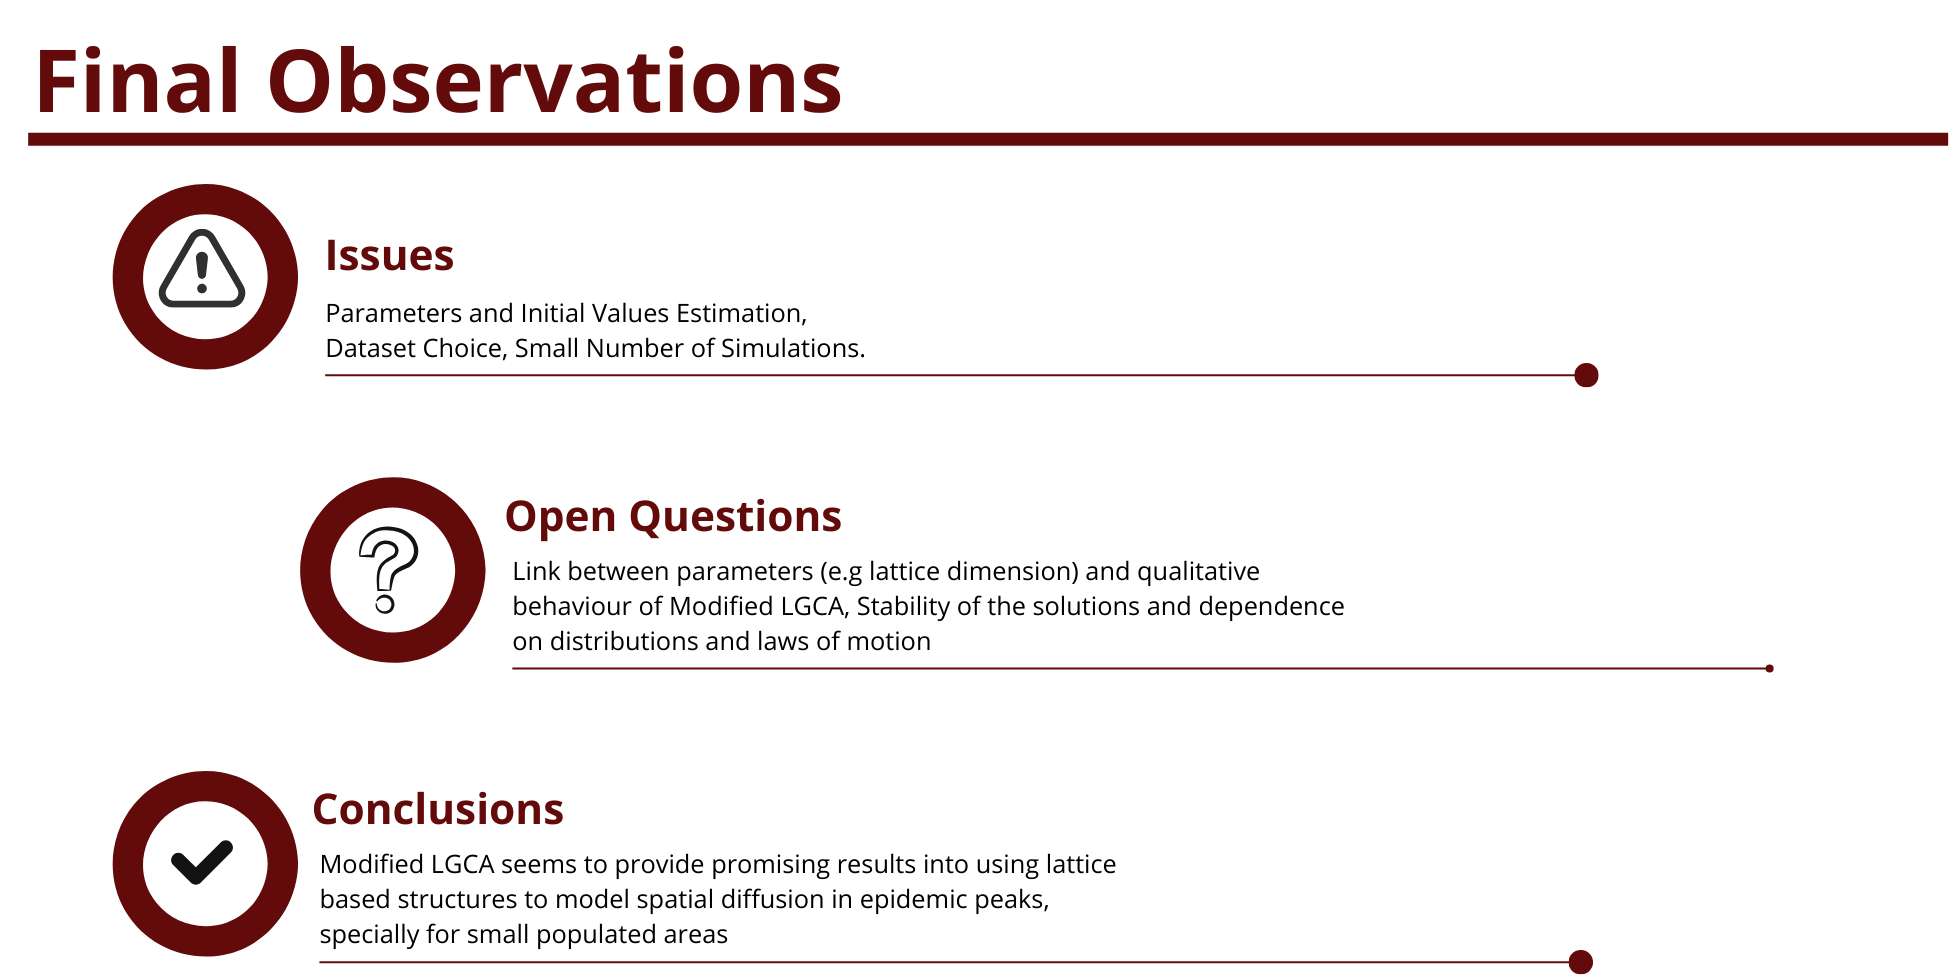 Final Observations
Issues
Parameters and Initial Values Estimation,
Dataset Choice, Small Number of Simulations.
Open Questions
Link between parameters (e.g lattice dimension) and qualitative
behaviour of Modified LGCA, Stability of the solutions and dependence
on distributions and laws of motion
Conclusions
Modified LGCA seems to provide promising results into using lattice
based structures to model spatial diffusion in epidemic peaks,
specially for small populated areas